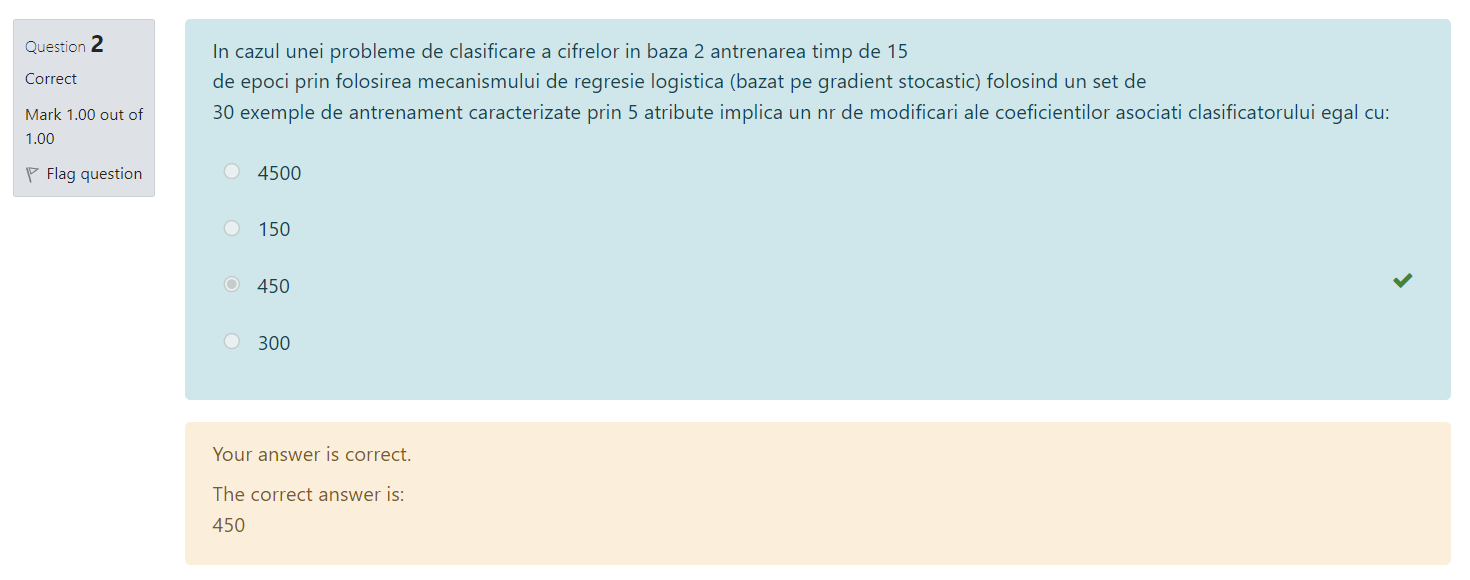 Question 2
Correct
Mark 1.00 out of
1.00
Flag question
In cazul unei probleme de clasificare a cifrelor in baza 2 antrenarea timp de 15
de epoci prin folosirea mecanismului de regresie logistica (bazat pe gradient stocastic) folosind un set de
30 exemple de antrenament caracterizate prin 5 atribute implica un nr de modificari ale coeficientilor asociati clasificatorului egal cu:
4500
150
450
300
Your answer is correct.
The correct answer is:
450